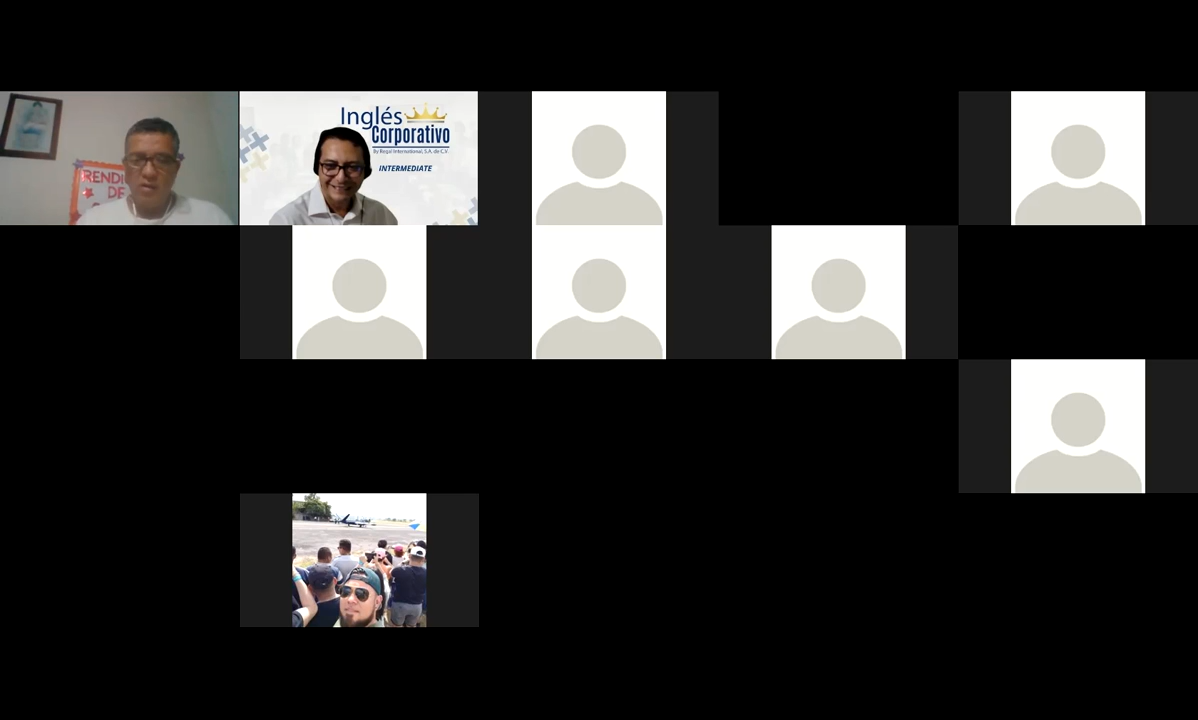 RENDI
DE
Inglés
Corporativo
By Regal International, S.A. de C.V.
INTERMEDIATE